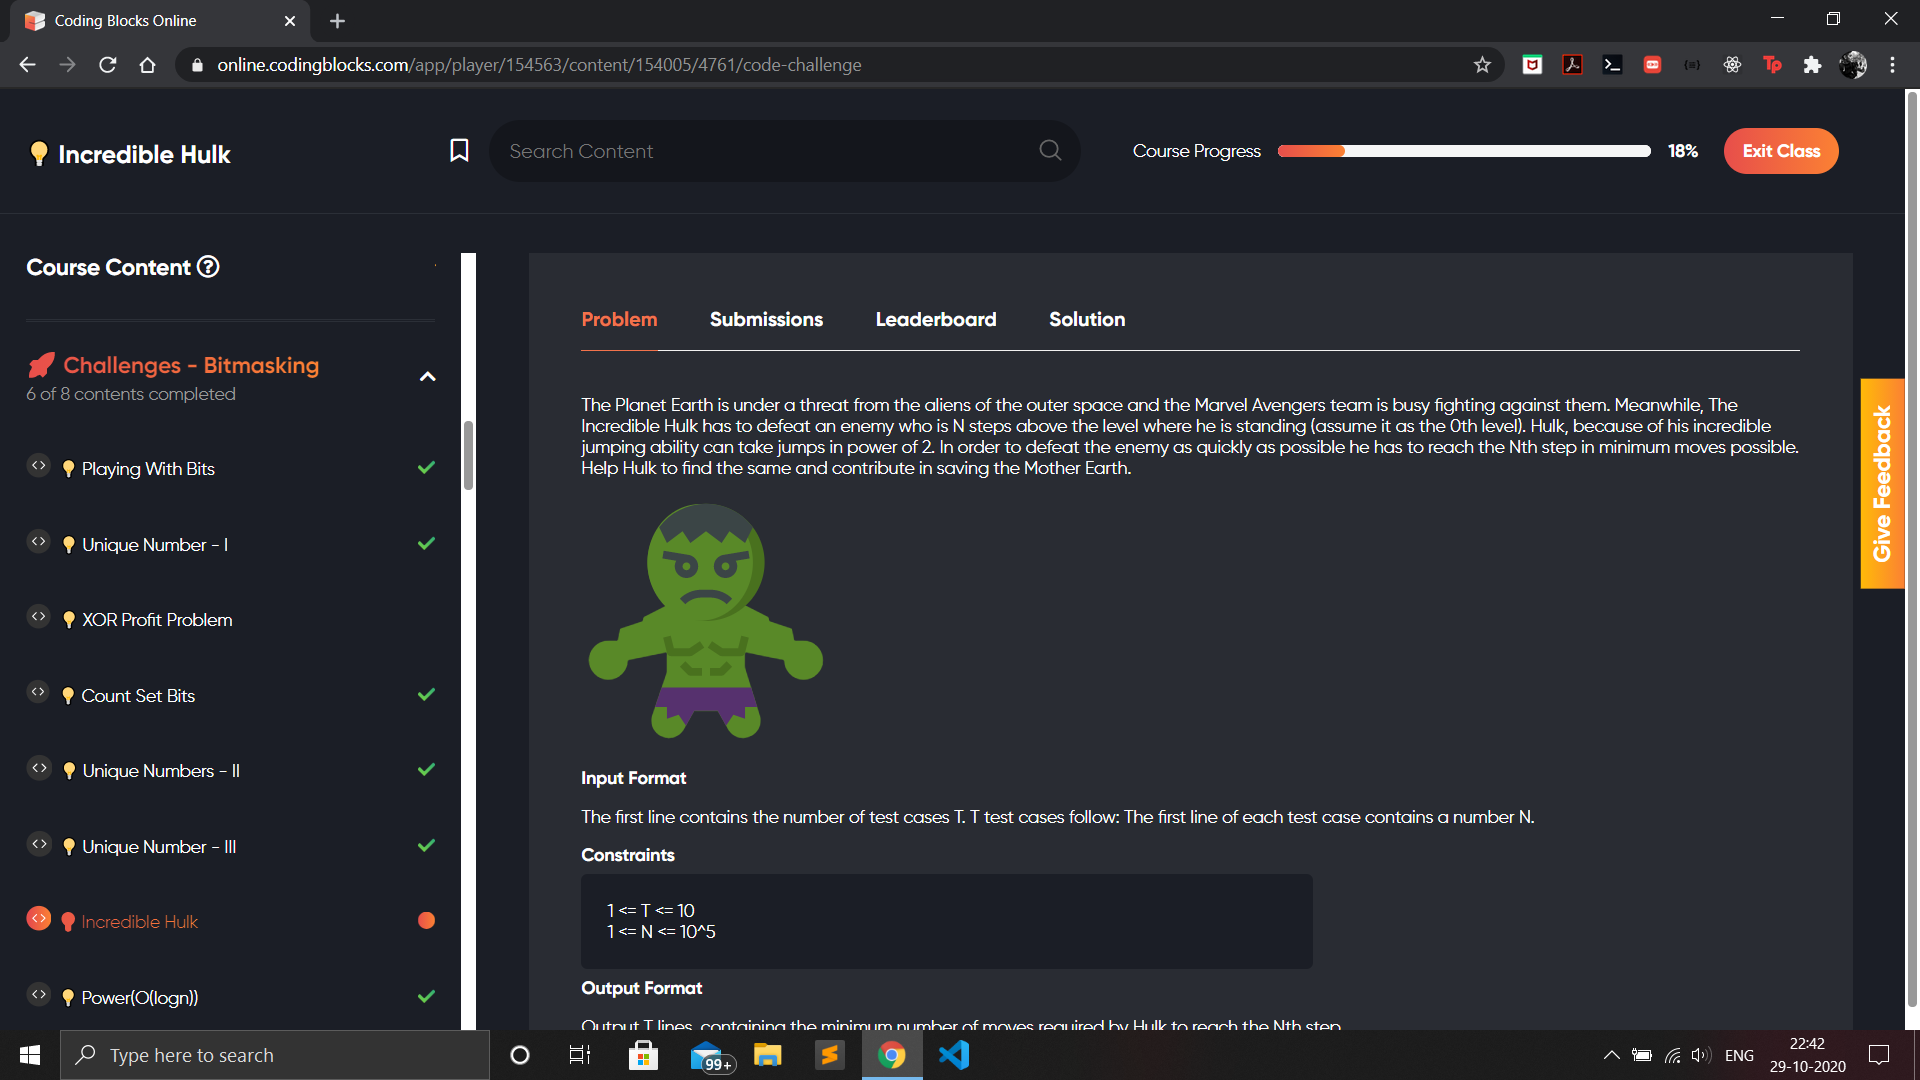 Coding Blocks Online
online.codingblocks.com/app/player/154563/content/154005/4761/code-challenge
Incredible Hulk
Search Content
Course Progress
18%
Exit Class
Course Content
Challenges - Bitmasking
6 of 8 contents completed
Playing With Bits
Unique Number - I
XOR Profit Problem
Count Set Bits
Unique Numbers - II
Unique Number - III
Incredible Hulk
Power(O(logn))
Problem Submissions Leaderboard Solution
The Planet Earth is under a threat from the aliens of the outer space and the Marvel Avengers team is busy fighting against them. Meanwhile, The
Incredible Hulk has to defeat an enemy who is N steps above the level where he is standing (assume it as the 0th level). Hulk, because of his incredible
jumping ability can take jumps in power of 2. In order to defeat the enemy as quickly as possible he has to reach the Nth step in minimum moves possible.
Help Hulk to find the same and contribute in saving the Mother Earth.
Input Format
The first line contains the number of test cases T. T test cases follow: The first line of each test case contains a number N.
Constraints
1 <= T <= 10
1 <= N <= 10^5
Output Format
Output T lines, containing the minimum number of moves required by Hulk to reach the Nth step
Give Feedback
Type here to search
99+
ENG
22:42
29-10-2020